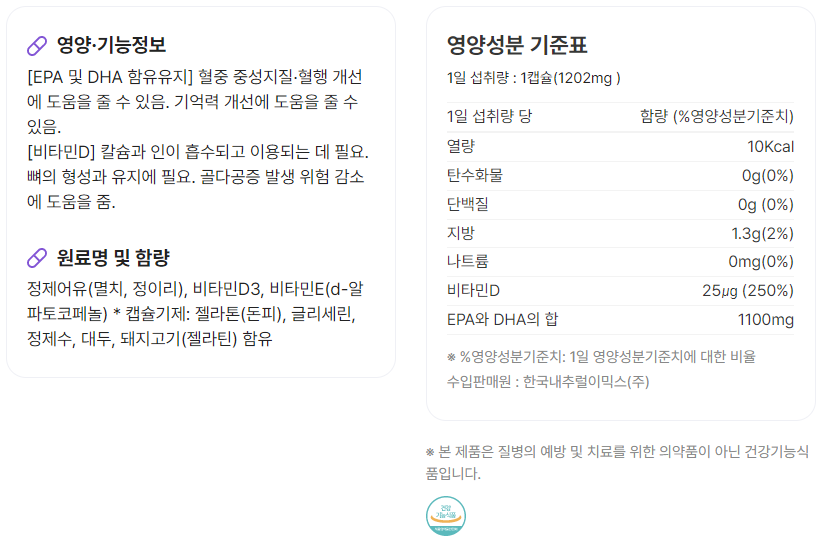 영양·기능정보
[EPA 및 DHA 함유유지] 혈중 중성지질·혈행 개선
에 도움을 줄 수 있음. 기억력 개선에 도움을 줄 수
있음.
[비타민D] 칼슘과 인이 흡수되고 이용되는 데 필요.
뼈의 형성과 유지에 필요. 골다공증 발생 위험 감소
에 도움을 줌.
원료명 및 함량
정제어유(멸치, 정이리), 비타민D3, 비타민E(d-알
파토코페놀) * 캡슐기제: 젤라톤(돈피), 글리세린,
정제수, 대두, 돼지고기(젤라틴) 함유
영양성분 기준표
1일 섭취량 : 1캡슐(1202mg )
1일 섭취량 당 함량 (%영양성분기준치)
열량 10Kcal
탄수화물 0g(0%)
단백질 0g (0%)
지방 1.3g(2%)
나트륨 0mg(0%)
비타민D 25㎍ (250%)
EPA와 DHA의 합 1100mg
※ %영양성분기준치: 1일 영양성분기준치에 대한 비율
수입판매원 : 한국내추럴이믹스(주)
※ 본 제품은 질병의 예방 및 치료를 위한 의약품이 아닌 건강기능식
품입니다.
건강
기능식품